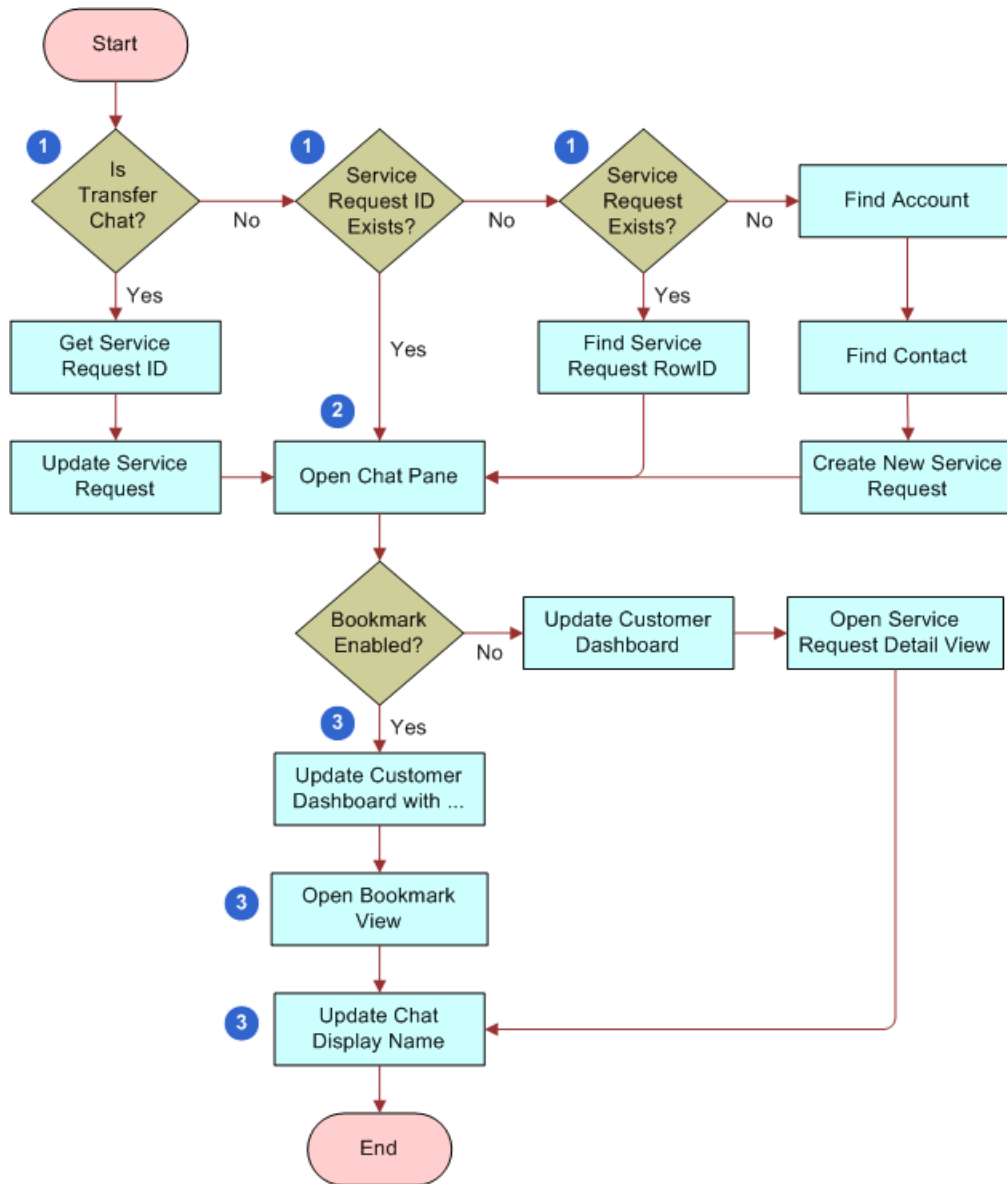 Start
1
Is
Transfer
Chat?
No
1
Service
Request ID
Exists?
No
1
Service
Request
Exists?
No
Find Account
Yes
Get Service
Request ID
Yes
Yes
Find Service
Request RowID
Find Contact
2
Update Service
Request
Open Chat Pane
Create New Service
Request
Bookmark
Enabled?
No
Update Customer
Dashboard
Open Service
Request Detail View
3
Yes
Update Customer
Dashboard with ...
3
Open Bookmark
View
3
Update Chat
Display Name
End